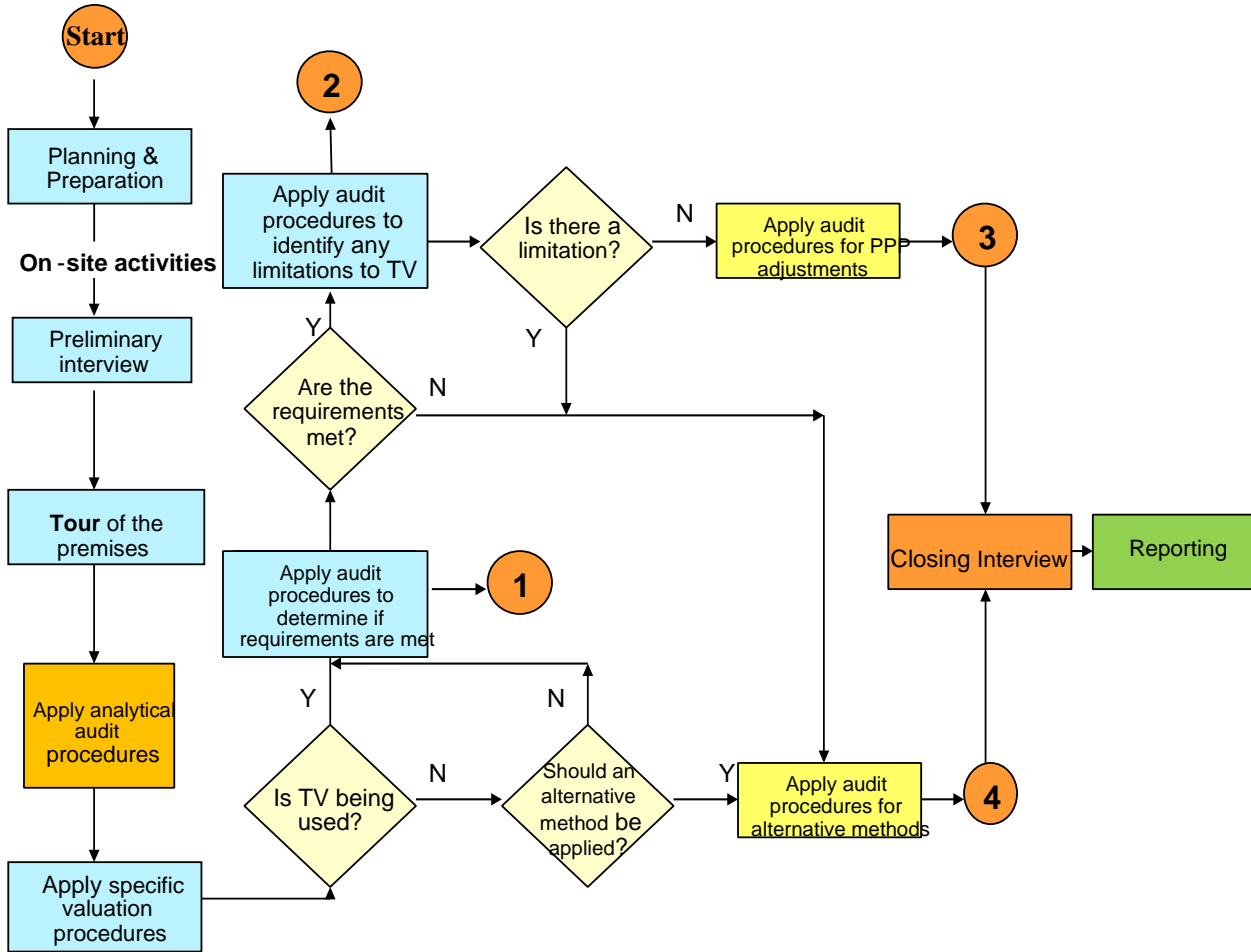 Start
Planning &
Preparation
On -site activities
Preliminary
interview
Tour of the
premises
Apply analytical
audit
procedures
Apply specific
valuation
procedures
2
Apply audit
procedures to
identify any
limitations to TV
Y
Are the
requirements
met?
N
Apply audit
procedures to
determine if
requirements are met
1
Y
Is TV being
used?
N
Should an
alternative
method be
applied?
N
Y
Is there a
limitation?
N
Y
Apply audit
procedures for PPP
adjustments
3
Apply audit
procedures for
alternative methods
4
Closing Interview
Reporting